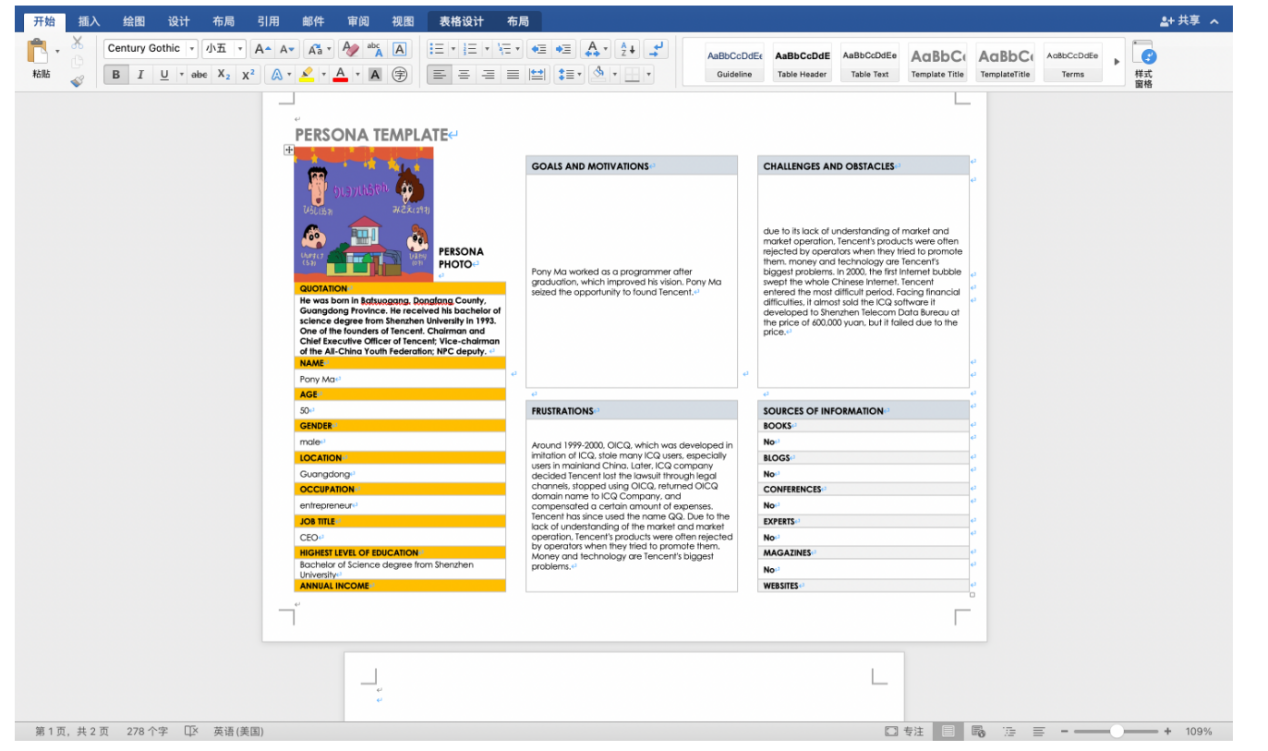 开始 插入 绘图 设计 布局 引用 邮件 审阅 视图 表格设计 布局 共享
粘贴
Century Gothic 小五
B I U abc X₂ X²
AaBbCcDdEe AaBbCcDdE AaBbCcDdEe AaBbC AaBbC AaBbCcDdEe
Guideline Table Header Table Text Template Title TemplateTitle Terms
样式
窗格
PERSONA TEMPLATE
PERSONA
PHOTO
QUOTATION
He was born in Batsuogang, Dongfang County,
Guangdong Province. He received his bachelor of
science degree from Shenzhen University in 1993.
One of the founders of Tencent. Chairman and
Chief Executive Officer of Tencent; Vice-chairman
of the All-China Youth Federation; NPC deputy.
NAME
Pony Ma
AGE
50
GENDER
male
LOCATION
Guangdong
OCCUPATION
entrepreneur
JOB TITLE
CEO
HIGHEST LEVEL OF EDUCATION
Bachelor of Science degree from Shenzhen
University
ANNUAL INCOME
GOALS AND MOTIVATIONS
Pony Ma worked as a programmer after
graduation, which improved his vision. Pony Ma
seized the opportunity to found Tencent.
FRUSTRATIONS
Around 1999-2000, OICQ, which was developed in
imitation of ICQ, stole many ICQ users, especially
users in mainland China. Later, ICQ company
decided Tencent lost the lawsuit through legal
channels, stopped using OICQ, returned OICQ
domain name to ICQ Company, and
compensated a certain amount of expenses.
Tencent has since used the name QQ. Due to the
lack of understanding of the market and market
operation, Tencent's products were often rejected
by operators when they tried to promote them.
Money and technology are Tencent's biggest
problems.
CHALLENGES AND OBSTACLES
due to its lack of understanding of market and
market operation, Tencent's products were often
rejected by operators when they tried to promote
them. money and technology are Tencent's
biggest problems. In 2000, the first Internet bubble
swept the whole Chinese Internet, Tencent
entered the most difficult period. Facing financial
difficulties, it almost sold the ICQ software it
developed to Shenzhen Telecom Data Bureau at
the price of 600,000 yuan, but it failed due to the
price.
SOURCES OF INFORMATION
BOOKS
No
BLOGS
No
CONFERENCES
No
EXPERTS
No
MAGAZINES
No
WEBSITES
第 1 页，共 2 页 278 个字 英语 (美国) 专注 109%